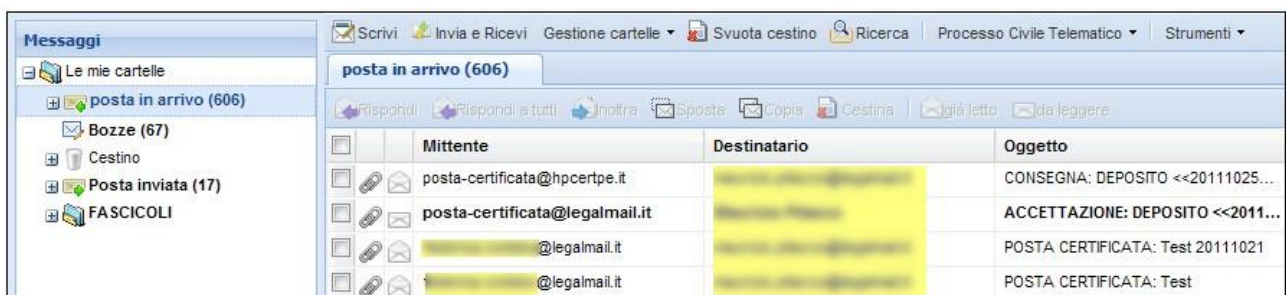 Messaggi
Scrivi Invia e Ricevi Gestione cartelle Svuota cestino Ricerca Processo Civile Telematico Strumenti
Le mie cartelle
posta in arrivo (606)
Bozze (67)
Cestino
Posta inviata (17)
FASCICOLI
posta in arrivo (606)
Rispondi Rispondi a tutti Inoltra Sposta Copia Cestina già letto da leggere
Mittente Destinatario Oggetto
posta-certificata@hpcertpe.it CONSEGNA: DEPOSITO <<20111025...
posta-certificata@legalmail.it ACCETTAZIONE: DEPOSITO <<2011...
@legalmail.it POSTA CERTIFICATA: Test 20111021
@legalmail.it POSTA CERTIFICATA: Test